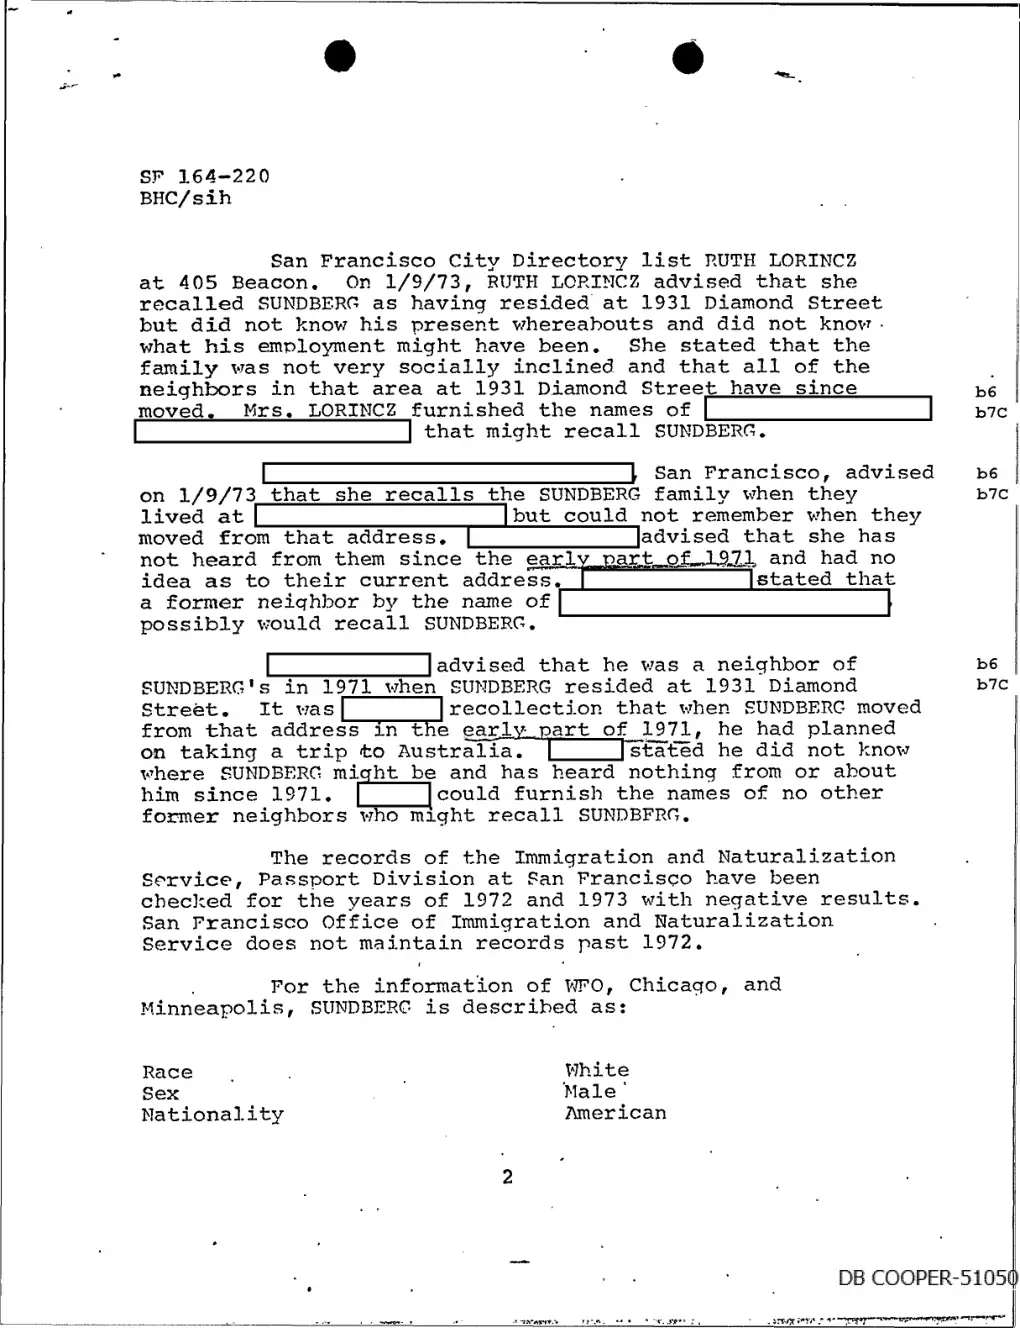 SF 164-220
BHC/sih
San Francisco City Directory list RUTH LORINCZ
at 405 Beacon. On 1/9/73, RUTH LORINCZ advised that she
recalled SUNDBERG as having resided at 1931 Diamond Street
but did not know his present whereabouts and did not know
what his employment might have been. She stated that the
family was not very socially inclined and that all of the
neighbors in that area at 1931 Diamond Street have since
b6
moved. Mrs. LORINCZ furnished the names of
b7C
that might recall SUNDBERG.
, San Francisco, advised
b6
on 1/9/73 that she recalls the SUNDBERG family when they
b7C
lived at but could not remember when they
moved from that address. advised that she has
not heard from them since the early part of 1971 and had no
idea as to their current address. stated that
a former neighbor by the name of ,
possibly would recall SUNDBERG.
advised that he was a neighbor of
b6
SUNDBERG's in 1971 when SUNDBERG resided at 1931 Diamond
b7C
Street. It was recollection that when SUNDBERG moved
from that address in the early part of 1971, he had planned
on taking a trip to Australia. stated he did not know
where SUNDBERG might be and has heard nothing from or about
him since 1971. could furnish the names of no other
former neighbors who might recall SUNDBERG.
The records of the Immigration and Naturalization
Service, Passport Division at San Francisco have been
checked for the years of 1972 and 1973 with negative results.
San Francisco Office of Immigration and Naturalization
Service does not maintain records past 1972.
For the information of WFO, Chicago, and
Minneapolis, SUNDBERG is described as:
Race White
Sex Male
Nationality American
2
DB COOPER-51050